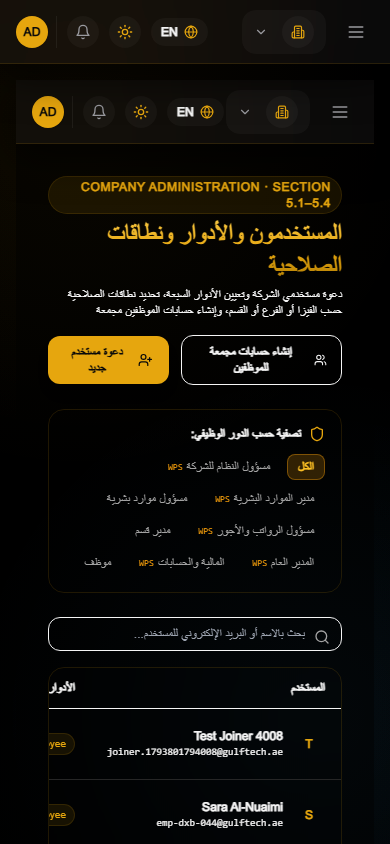 AD
EN
AD
EN
COMPANY ADMINISTRATION · SECTION
5.1–5.4
المستخدمون والأدوار ونطاقات
الصلاحية
دعوة مستخدمي الشركة وتعيين الأدوار السبعة، تحديد نطاقات الصلاحية
حسب الفيزا أو الفرع أو القسم، وإنشاء حسابات الموظفين مجمعة
إنشاء حسابات مجمعة
للموظفين
دعوة مستخدم
جديد
تصفية حسب الدور الوظيفي:
الكل
مسؤول النظام للشركة WPS
مدير الموارد البشرية WPS
مسؤول موارد بشرية
مسؤول الرواتب والأجور WPS
مدير قسم
المدير العام WPS
المالية والحسابات WPS
موظف
بحث بالاسم أو البريد الإلكتروني للمستخدم...
المستخدم
الأدوار
T
Test Joiner 4008
joiner.1793801794008@gulftech.ae
yee
S
Sara Al-Nuaimi
emp-dxb-044@gulftech.ae
yee